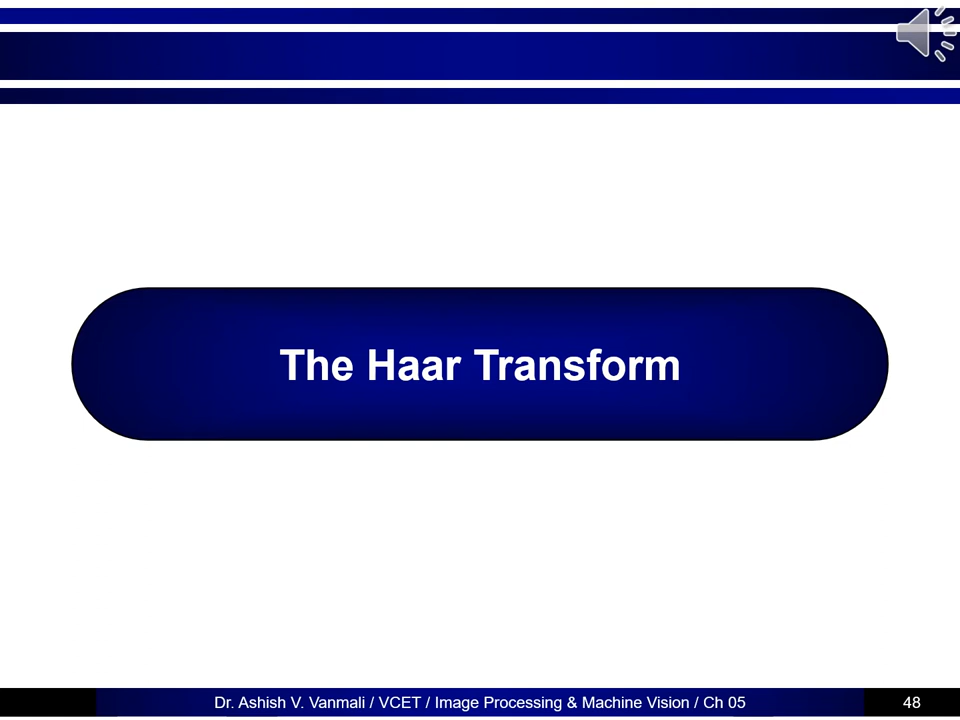 The Haar Transform
Dr. Ashish V. Vanmali / VCET / Image Processing & Machine Vision / Ch 05
48